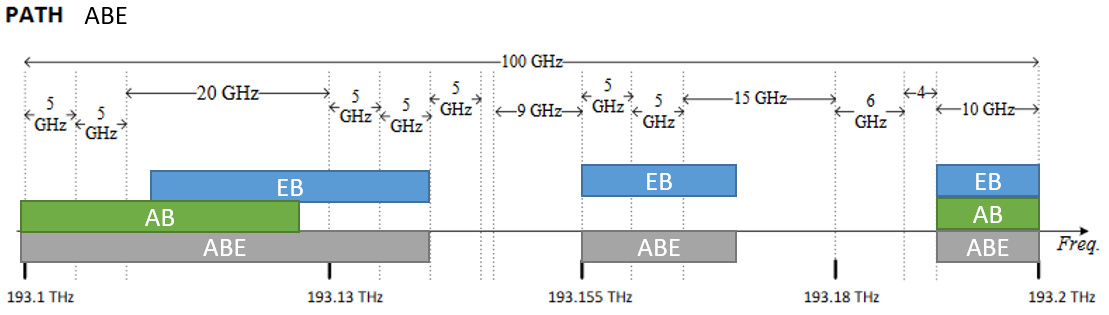 PATH ABE
100 GHz
5 GHz
5 GHz
20 GHz
5 GHz
5 GHz
5
9 GHz
5 GHz
5 GHz
15 GHz
6 GHz
4
10 GHz
EB
EB
EB
AB
AB
ABE
ABE
ABE
Freq.
193.1 THz
193.13 THz
193.155 THz
193.18 THz
193.2 THz